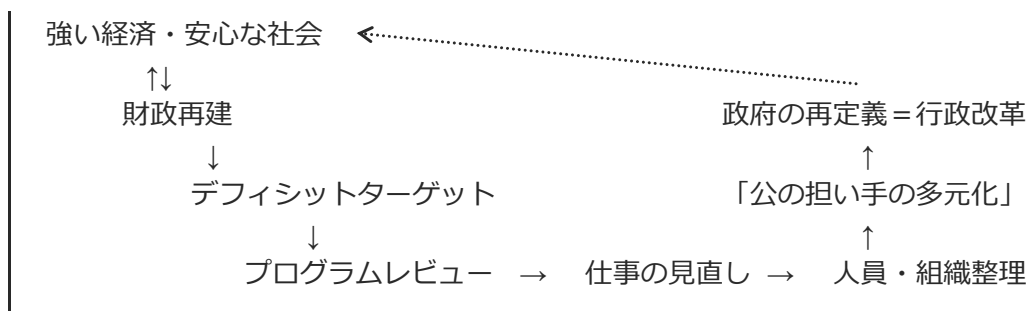 強い経済・安心な社会
↑↓
財政再建 政府の再定義＝行政改革
↓ ↑
デフィシットターゲット 「公の担い手の多元化」
↓ ↑
プログラムレビュー → 仕事の見直し → 人員・組織整理